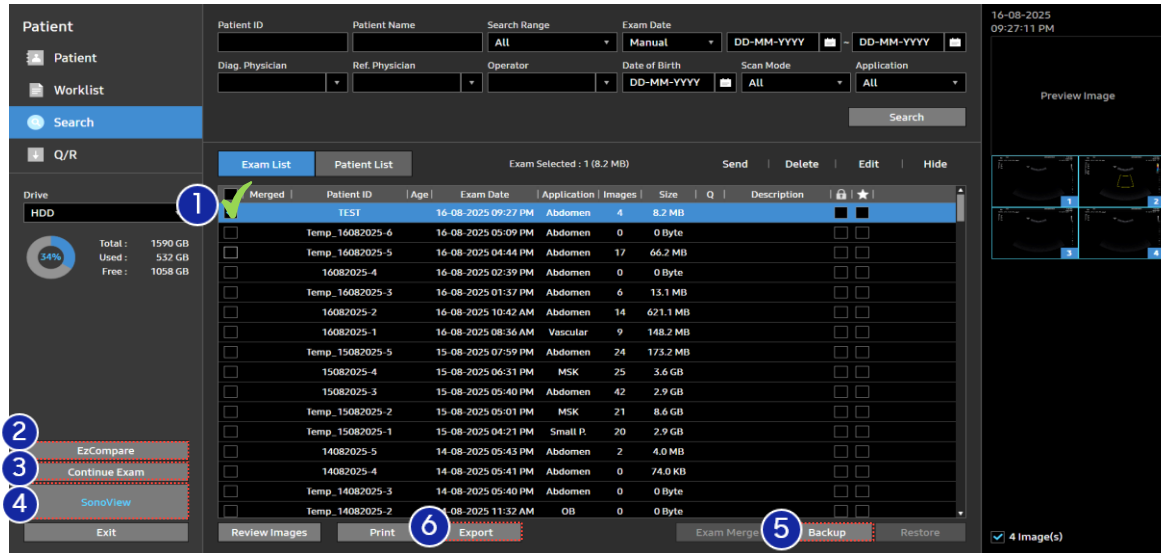 Patient
Patient
Worklist
Search
Q/R
Drive
HDD
34%
Total : 1590 GB
Used : 532 GB
Free : 1058 GB
2
EzCompare
3
Continue Exam
4
SonoView
Exit
Patient ID Patient Name Search Range Exam Date
All Manual DD-MM-YYYY ~ DD-MM-YYYY
Diag. Physician Ref. Physician Operator Date of Birth Scan Mode Application
DD-MM-YYYY All All
Search
Exam List Patient List Exam Selected : 1 (8.2 MB) Send | Delete | Edit | Hide
1
Merged | Patient ID | Age | Exam Date | Application | Images | Size | Q | Description
TEST 16-08-2025 09:27 PM Abdomen 4 8.2 MB
Temp_16082025-6 16-08-2025 05:09 PM Abdomen 0 0 Byte
Temp_16082025-5 16-08-2025 04:44 PM Abdomen 17 66.2 MB
16082025-4 16-08-2025 02:39 PM Abdomen 0 0 Byte
Temp_16082025-3 16-08-2025 01:37 PM Abdomen 6 13.1 MB
16082025-2 16-08-2025 10:42 AM Abdomen 14 621.1 MB
16082025-1 16-08-2025 08:36 AM Vascular 9 148.2 MB
Temp_15082025-5 15-08-2025 07:59 PM Abdomen 24 173.2 MB
15082025-4 15-08-2025 06:31 PM MSK 25 3.6 GB
15082025-3 15-08-2025 05:40 PM Abdomen 42 2.9 GB
Temp_15082025-2 15-08-2025 05:01 PM MSK 21 8.6 GB
Temp_15082025-1 15-08-2025 04:21 PM Small P. 20 2.9 GB
14082025-5 14-08-2025 05:43 PM Abdomen 2 4.0 MB
14082025-4 14-08-2025 05:41 PM Abdomen 0 74.0 KB
Temp_14082025-3 14-08-2025 05:40 PM Abdomen 0 0 Byte
Temp_14082025-2 -08-2025 11:32 AM OB 0 0 Byte
Review Images Print 6 Export Exam Merge 5 Backup Restore
16-08-2025
09:27:11 PM
Preview Image
1 2
3 4
4 Image(s)